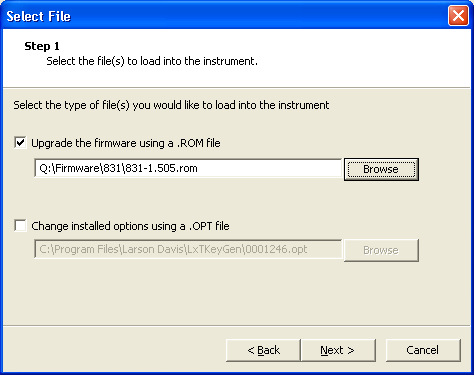 Select File
Step 1
Select the file(s) to load into the instrument.
Select the type of file(s) you would like to load into the instrument
Upgrade the firmware using a .ROM file
Q:\Firmware\831\831-1.505.rom
Browse
Change installed options using a .OPT file
C:\Program Files\Larson Davis\LxTKeyGen\0001246.opt
Browse
< Back
Next >
Cancel